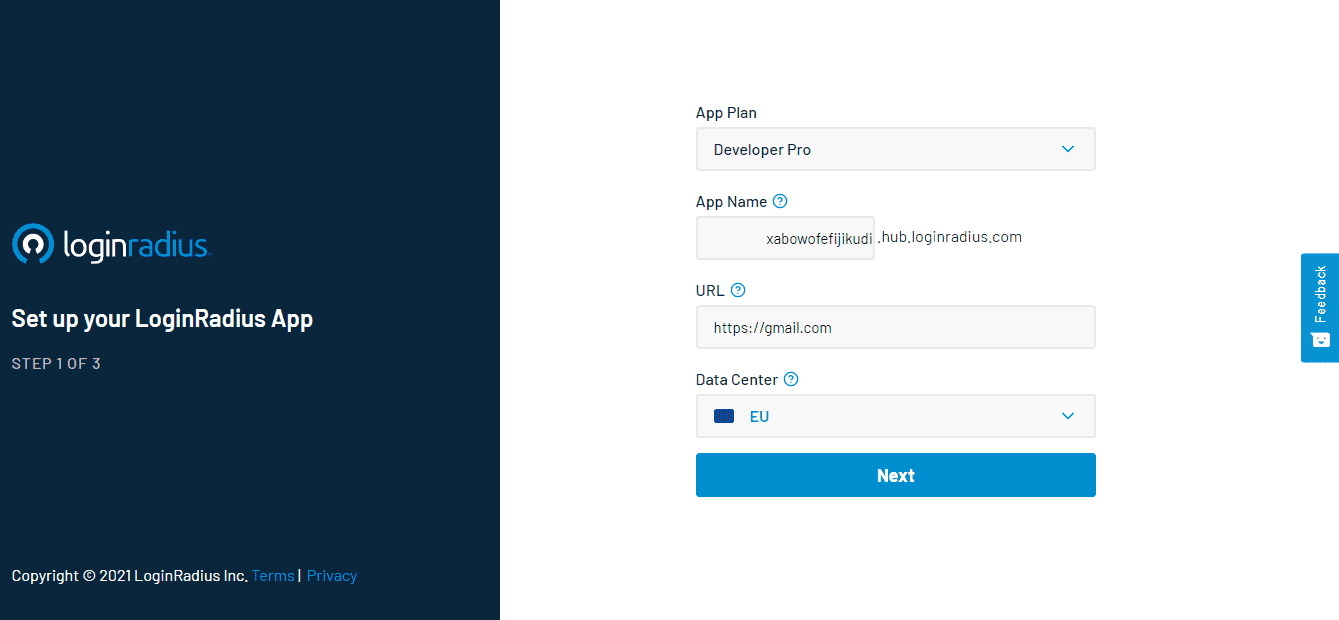 loginradius
Set up your LoginRadius App
STEP 1 OF 3
Copyright © 2021 LoginRadius Inc. Terms | Privacy
App Plan
Developer Pro
App Name ?
xabowofefijikudi .hub.loginradius.com
URL ?
https://gmail.com
Data Center ?
EU
Next
Feedback